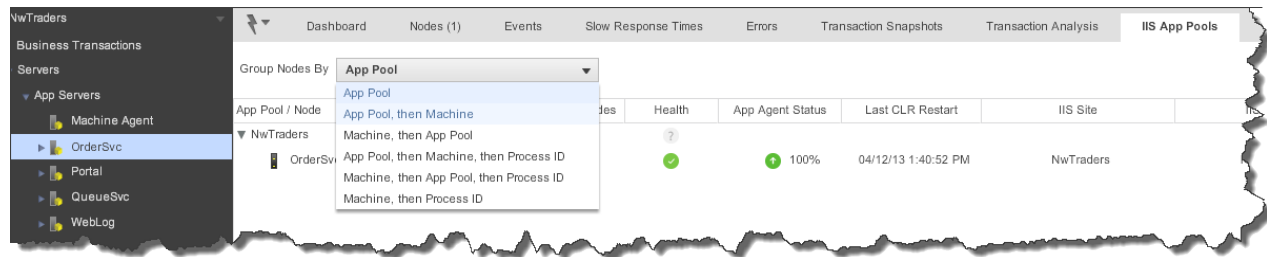 NwTraders
Business Transactions
Servers
App Servers
Machine Agent
OrderSvc
Portal
QueueSvc
WebLog
Dashboard Nodes (1) Events Slow Response Times Errors Transaction Snapshots Transaction Analysis IIS App Pools
Group Nodes By App Pool
App Pool
App Pool, then Machine
Machine, then App Pool
App Pool, then Machine, then Process ID
Machine, then App Pool, then Process ID
Machine, then Process ID
App Pool / Node Health App Agent Status Last CLR Restart IIS Site
NwTraders ?
100% 04/12/13 1:40:52 PM NwTraders